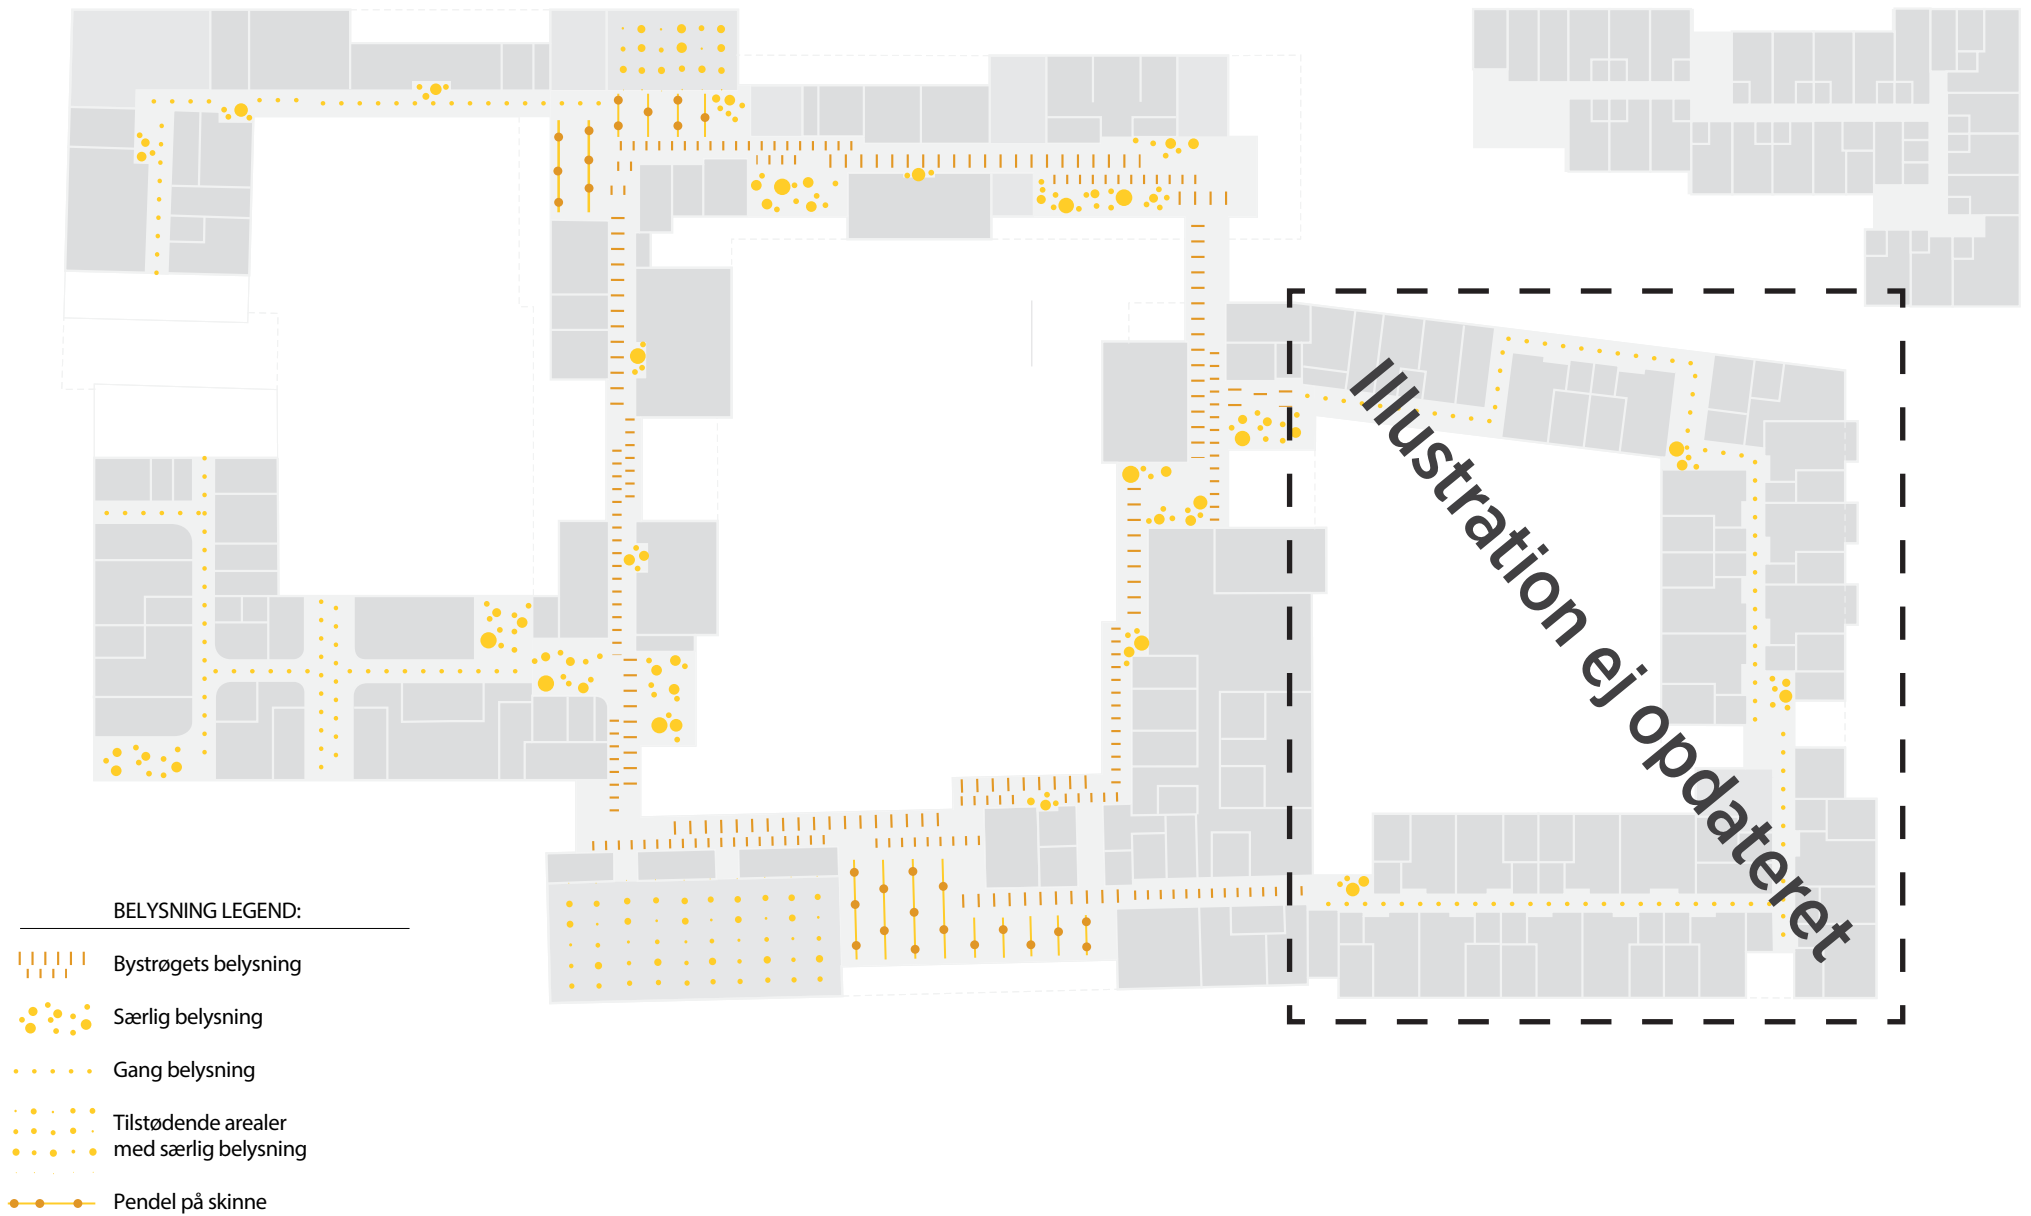 Illustration ej opdateret
BELYSNING LEGEND:
Bystrøgets belysning
Særlig belysning
Gang belysning
Tilstødende arealer
med særlig belysning
Pendel på skinne